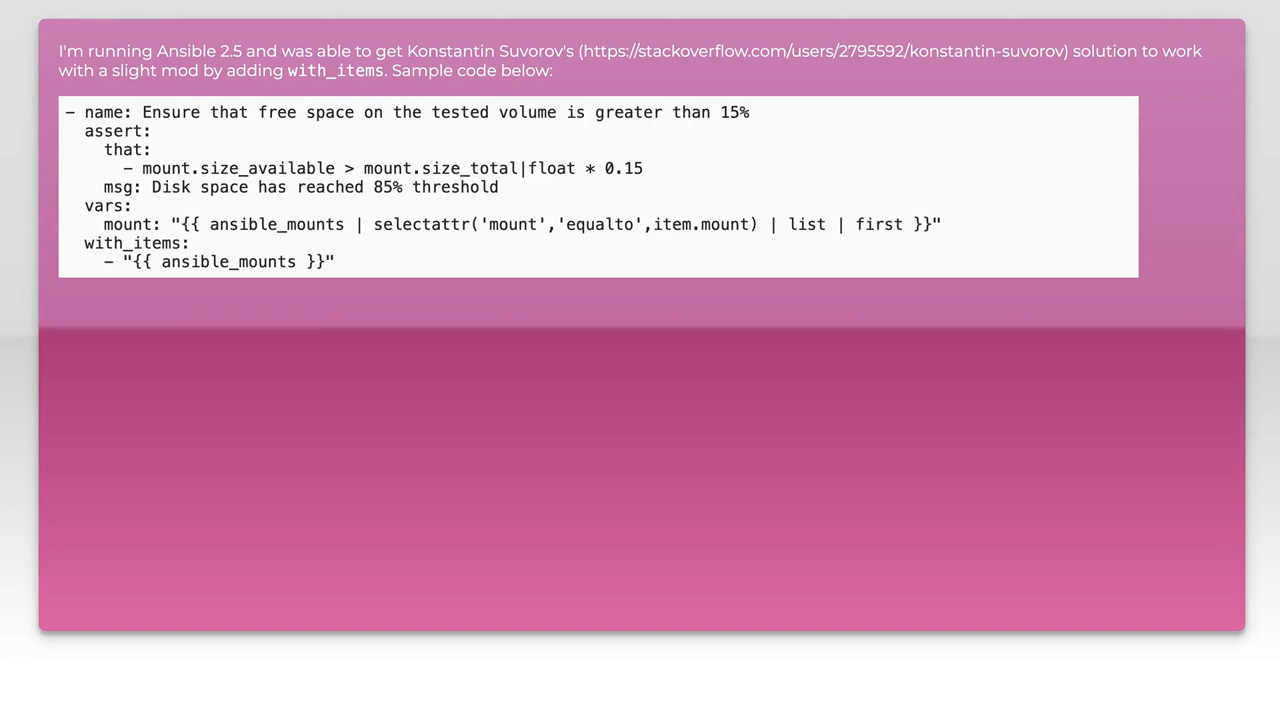 I'm running Ansible 2.5 and was able to get Konstantin Suvorov's (https://stackoverflow.com/users/2795592/konstantin-suvorov) solution to work
with a slight mod by adding with_items. Sample code below:
- name: Ensure that free space on the tested volume is greater than 15%
  assert:
    that:
      - mount.size_available > mount.size_total|float * 0.15
    msg: Disk space has reached 85% threshold
  vars:
    mount: "{{ ansible_mounts | selectattr('mount','equalto',item.mount) | list | first }}"
  with_items:
    - "{{ ansible_mounts }}"